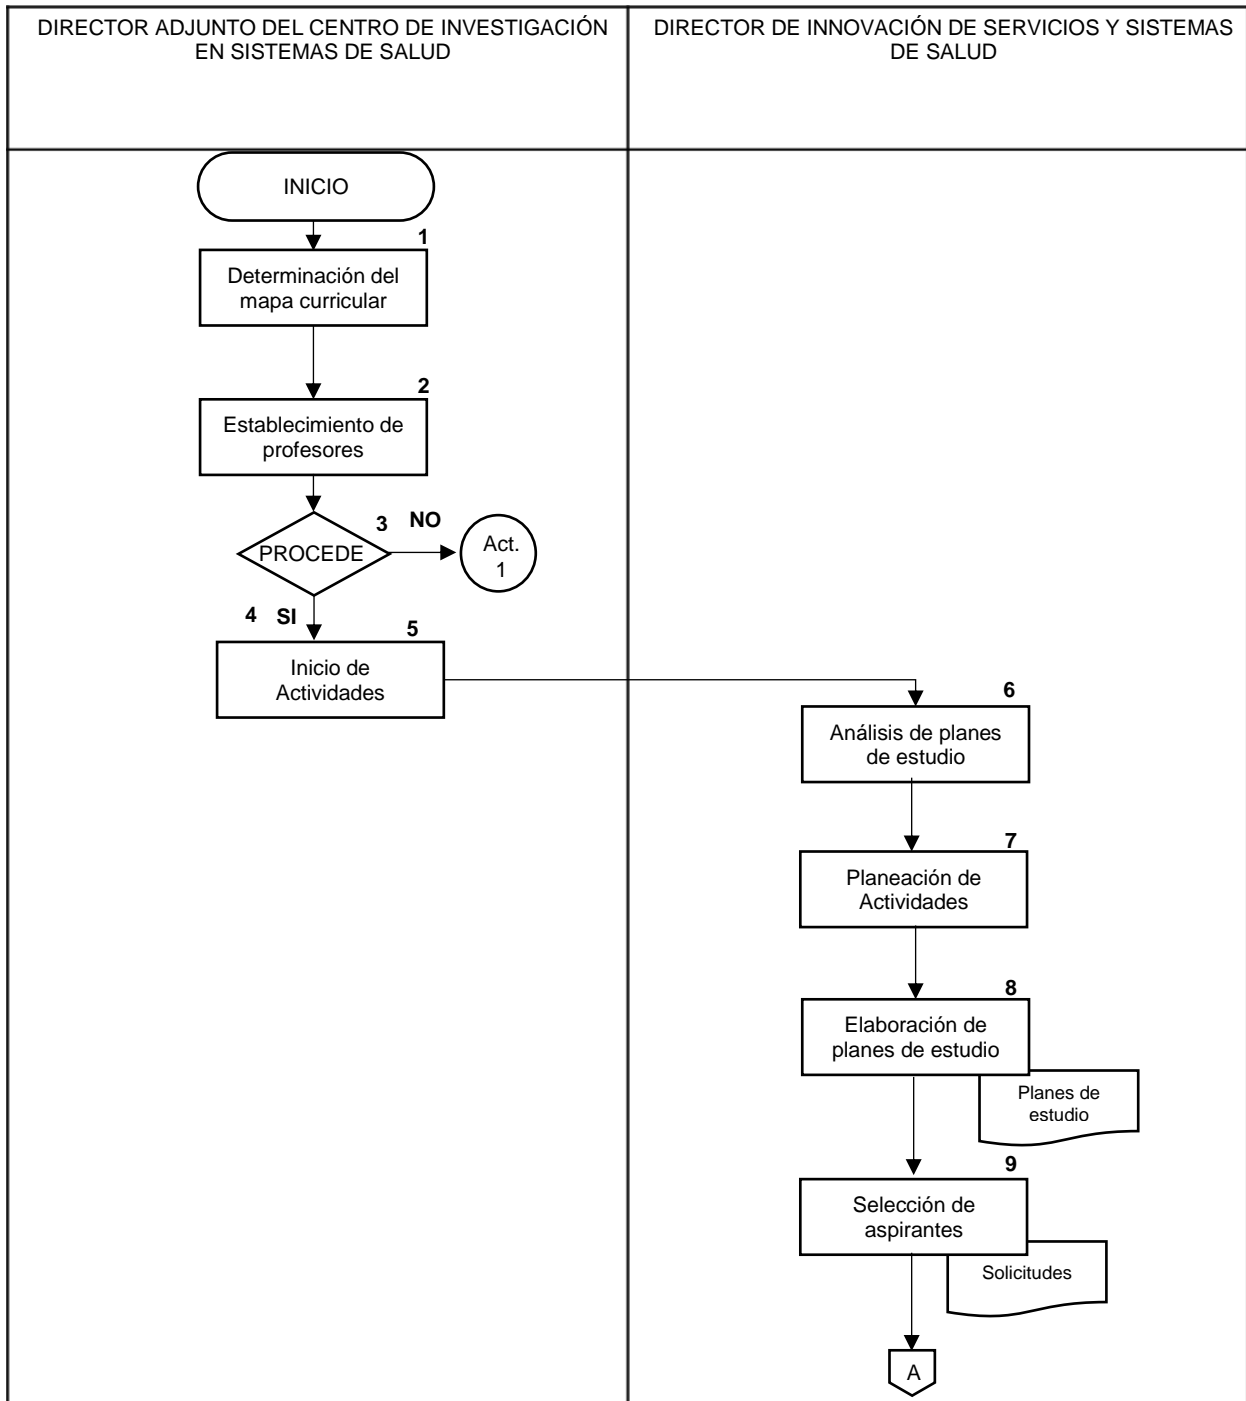 DIRECTOR ADJUNTO DEL CENTRO DE INVESTIGACIÓN
EN SISTEMAS DE SALUD
DIRECTOR DE INNOVACIÓN DE SERVICIOS Y SISTEMAS
DE SALUD
INICIO
1
Determinación del
mapa curricular
2
Establecimiento de
profesores
3
NO
PROCEDE
Act.
1
4 SI
5
Inicio de
Actividades
6
Análisis de planes
de estudio
7
Planeación de
Actividades
8
Elaboración de
planes de estudio
Planes de
estudio
9
Selección de
aspirantes
Solicitudes
A